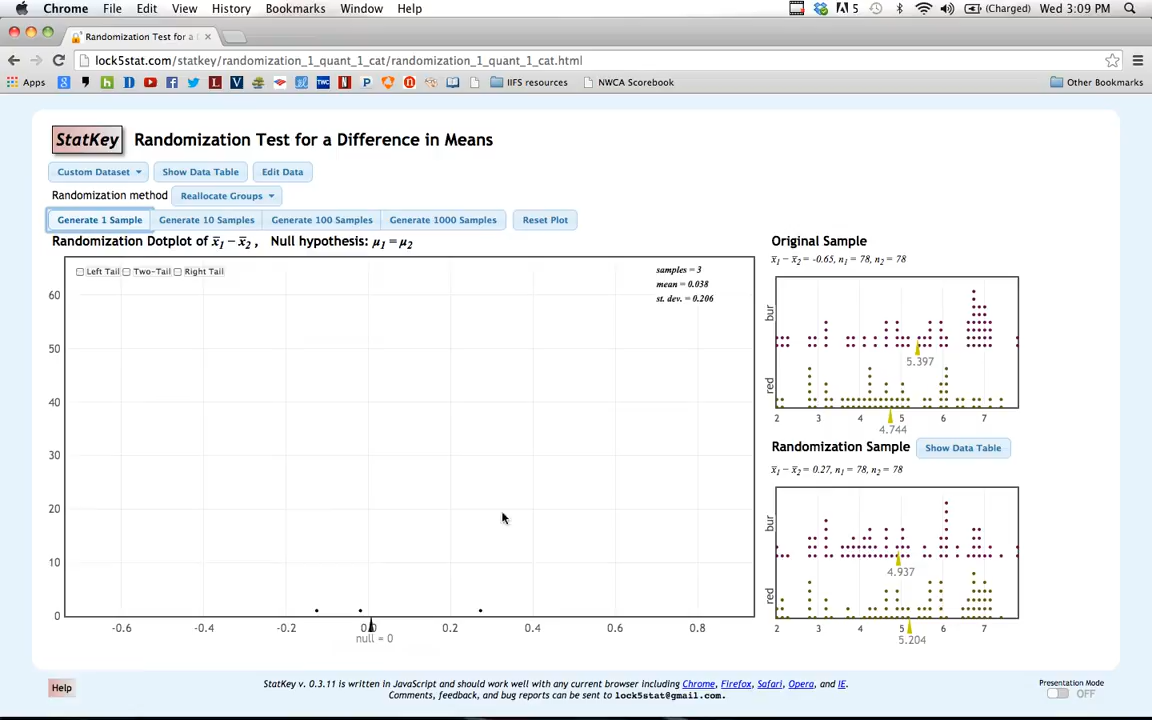 Chrome File Edit View History Bookmarks Window Help 5 (Charged) Wed 3:09 PM
Randomization Test for a
lock5stat.com/statkey/randomization_1_quant_1_cat/randomization_1_quant_1_cat.html
Apps IIFS resources NWCA Scorebook Other Bookmarks
StatKey Randomization Test for a Difference in Means
Custom Dataset Show Data Table Edit Data
Randomization method Reallocate Groups
Generate 1 Sample Generate 10 Samples Generate 100 Samples Generate 1000 Samples Reset Plot
Randomization Dotplot of x̅1 − x̅2 , Null hypothesis: μ1 = μ2
Left Tail Two-Tail Right Tail
samples = 3
mean = 0.038
st. dev. = 0.206
60
50
40
30
20
10
0
-0.6 -0.4 -0.2 0.0 0.2 0.4 0.6 0.8
null = 0
Original Sample
x̅1 − x̅2 = -0.65, n1 = 78, n2 = 78
bur
5.397
red
2 3 4 5 6 7
4.744
Randomization Sample Show Data Table
x̅1 − x̅2 = 0.27, n1 = 78, n2 = 78
bur
4.937
red
2 3 4 5 6 7
5.204
Help
StatKey v. 0.3.11 is written in JavaScript and should work well with any current browser including Chrome, Firefox, Safari, Opera, and IE.
Comments, feedback, and bug reports can be sent to lock5stat@gmail.com.
Presentation Mode
OFF